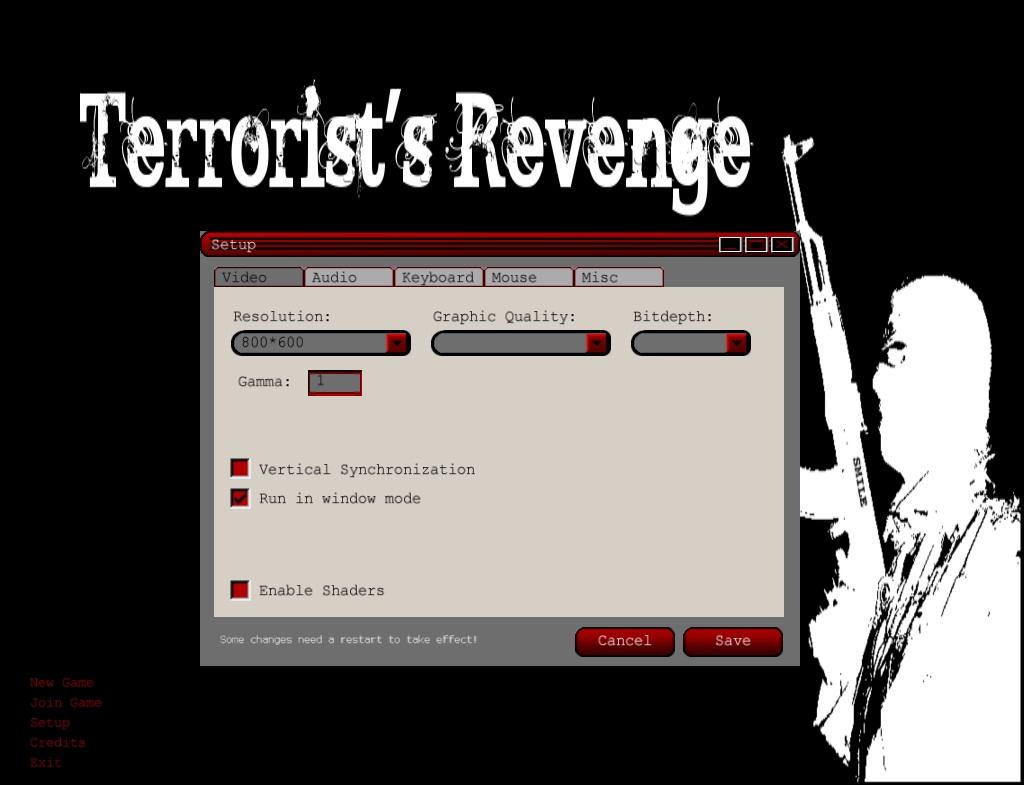 Terrorist's Revenge
Setup
Video Audio Keyboard Mouse Misc
Resolution: Graphic Quality: Bitdepth:
800*600
Gamma: 1
Vertical Synchronization
Run in window mode
SMILE
Enable Shaders
Some changes need a restart to take effect! Cancel Save
New Game
Join Game
Setup
Credits
Exit